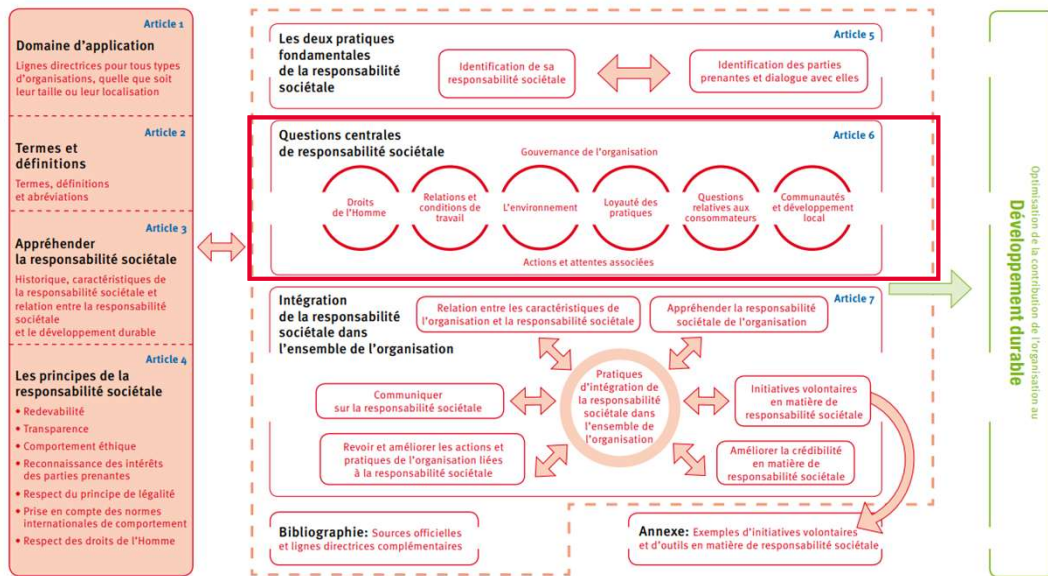 Article 1
Domaine d'application
Lignes directrices pour tous types
d'organisations, quelle que soit
leur taille ou leur localisation
Article 2
Termes et
définitions
Termes, définitions
et abréviations
Article 3
Appréhender
la responsabilité sociétale
Historique, caractéristiques de
la responsabilité sociétale et
relation entre la responsabilité
sociétale
et le développement durable
Article 4
Les principes de la
responsabilité sociétale
• Redevabilité
• Transparence
• Comportement éthique
• Reconnaissance des intérêts
des parties prenantes
• Respect du principe de légalité
• Prise en compte des normes
internationales de comportement
• Respect des droits de l'Homme
Les deux pratiques
fondamentales
de la responsabilité
sociétale
Article 5
Identification de sa
responsabilité sociétale
Identification des parties
prenantes et dialogue avec elles
Questions centrales
de responsabilité sociétale
Article 6
Gouvernance de l'organisation
Droits
de l'Homme
Relations et
conditions de
travail
L'environnement
Loyauté des
pratiques
Questions
relatives aux
consommateurs
Communautés
et développement
local
Actions et attentes associées
Intégration
de la responsabilité
sociétale dans
l'ensemble de l'organisation
Article 7
Relation entre les caractéristiques de
l'organisation et la responsabilité sociétale
Appréhender la responsabilité
sociétale de l'organisation
Communiquer
sur la responsabilité sociétale
Pratiques
d'intégration de
la responsabilité
sociétale dans
l'ensemble de
l'organisation
Initiatives volontaires
en matière de
responsabilité sociétale
Revoir et améliorer les actions et
pratiques de l'organisation liées
à la responsabilité sociétale
Améliorer la crédibilité
en matière de
responsabilité sociétale
Bibliographie: Sources officielles
et lignes directrices complémentaires
Annexe: Exemples d'initiatives volontaires
et d'outils en matière de responsabilité sociétale
Optimisation de la contribution de l'organisation au
Développement durable